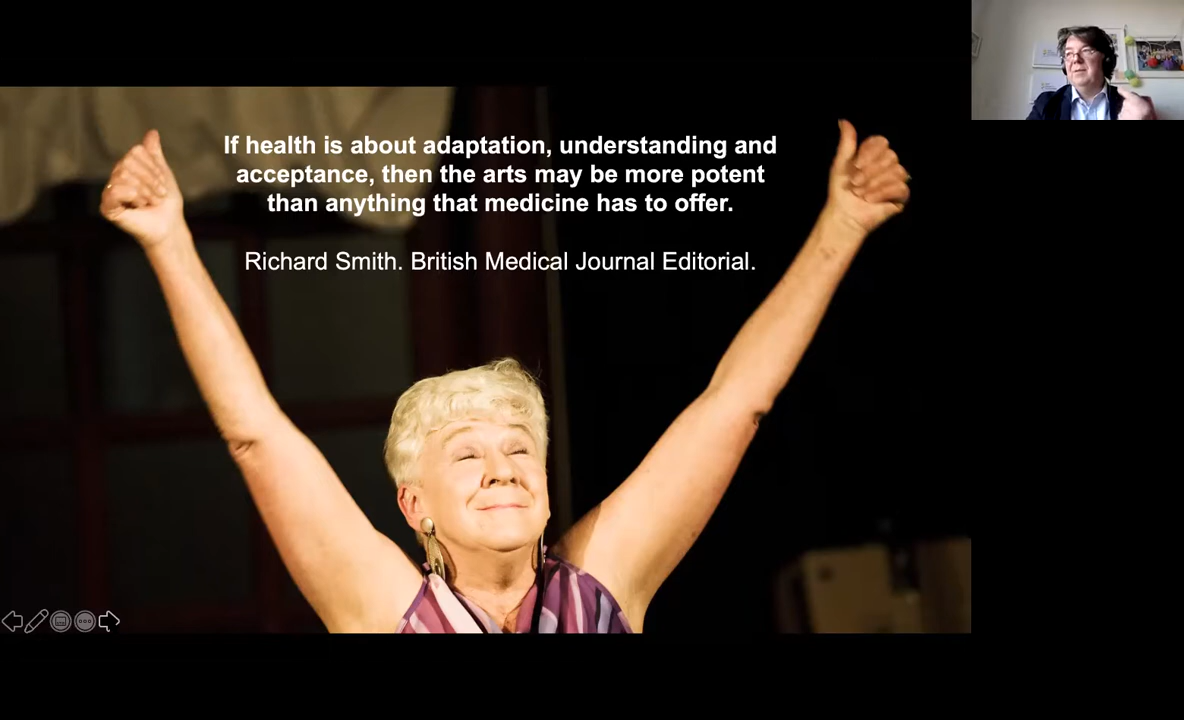 If health is about adaptation, understanding and
acceptance, then the arts may be more potent
than anything that medicine has to offer.
Richard Smith. British Medical Journal Editorial.